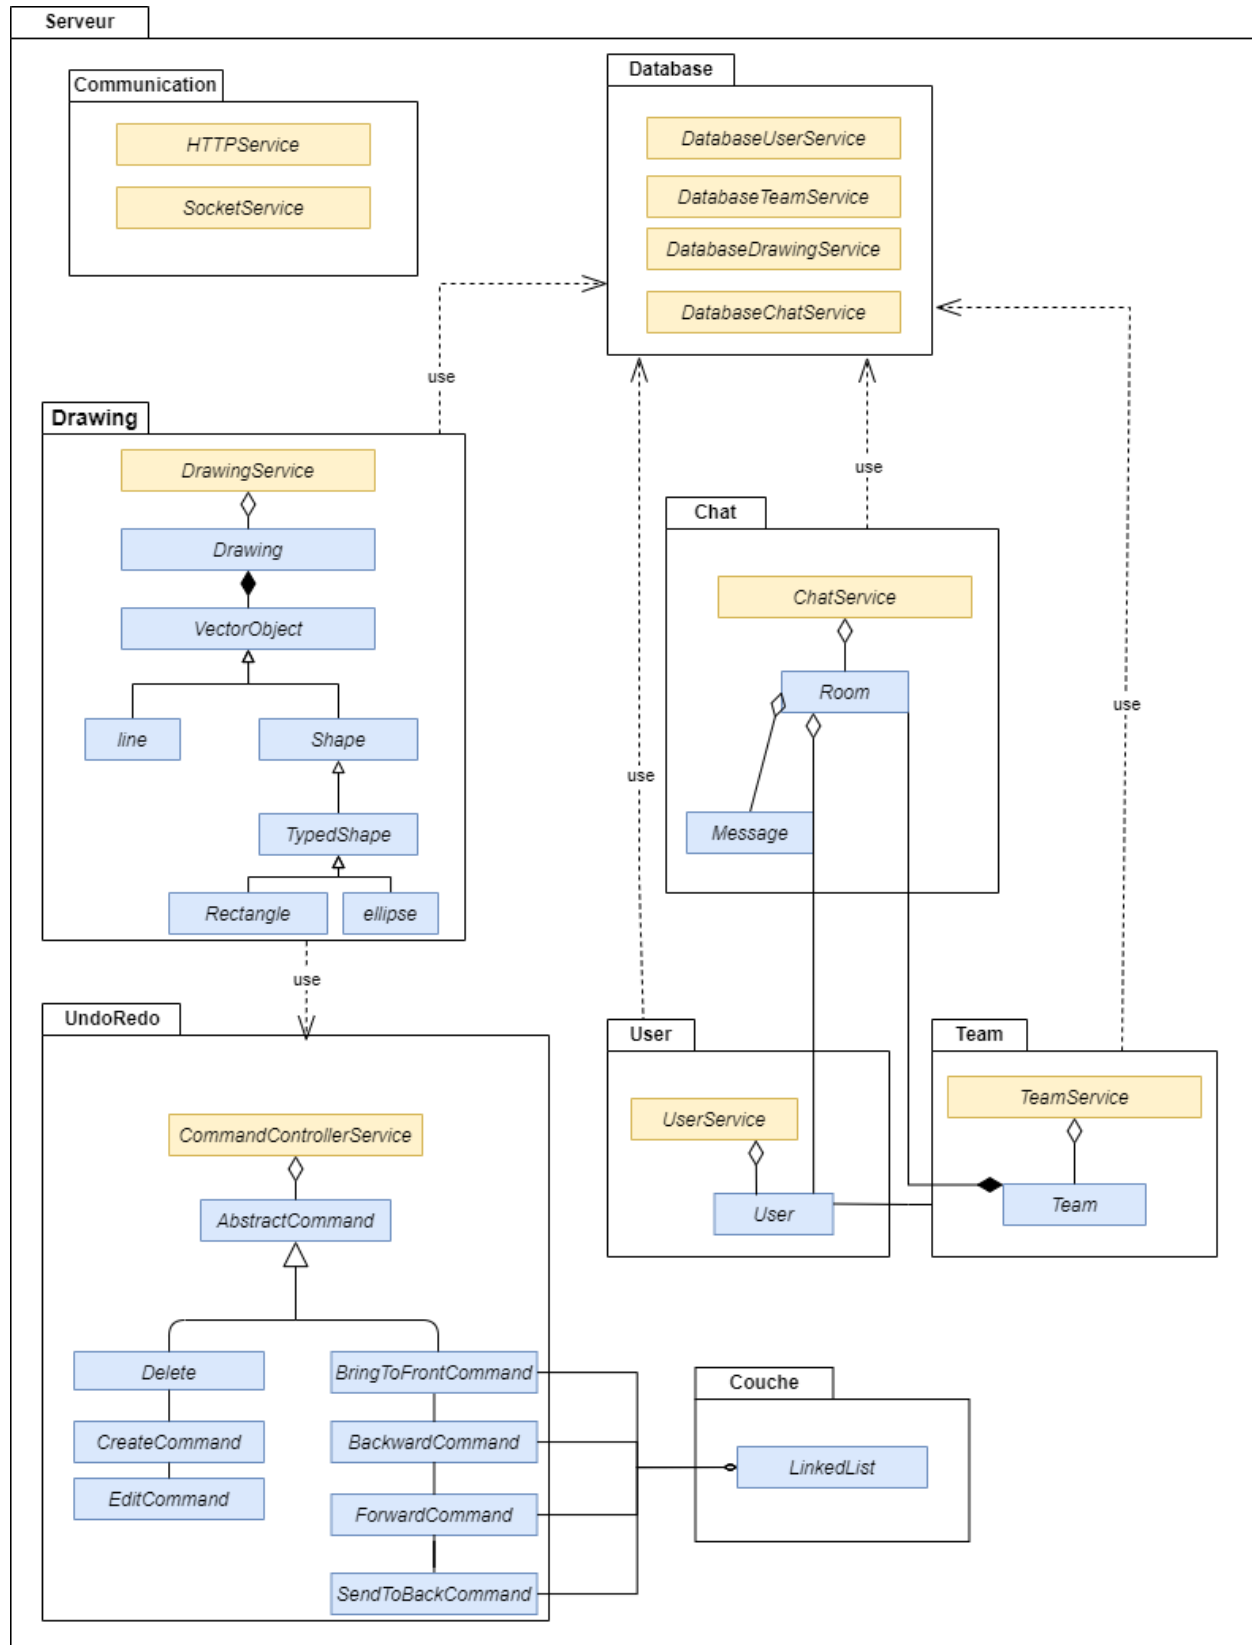 Serveur
Communication
HTTPService
SocketService
Database
DatabaseUserService
DatabaseTeamService
DatabaseDrawingService
DatabaseChatService
use
use
use
use
Drawing
DrawingService
Drawing
VectorObject
line
Shape
TypedShape
Rectangle
ellipse
use
Chat
ChatService
Room
Message
UndoRedo
CommandControllerService
AbstractCommand
Delete
CreateCommand
EditCommand
BringToFrontCommand
BackwardCommand
ForwardCommand
SendToBackCommand
User
UserService
User
Team
TeamService
Team
Couche
LinkedList